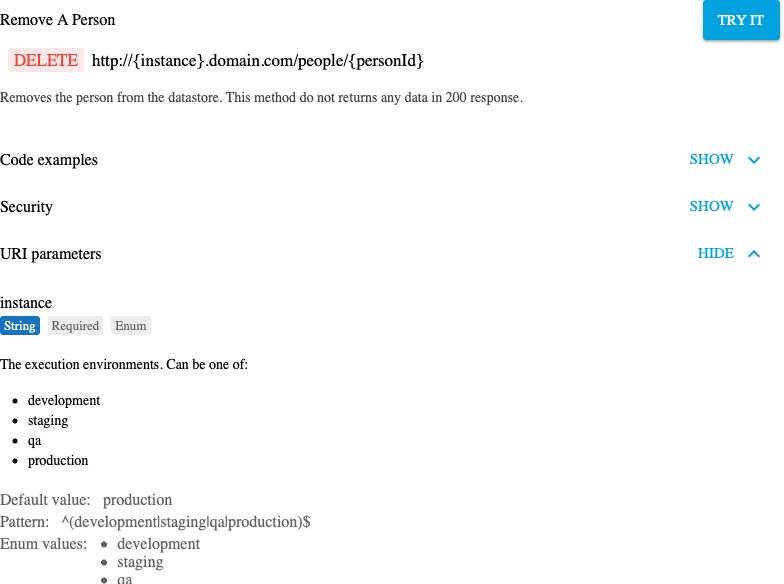 Remove A Person
TRY IT
DELETE http://{instance}.domain.com/people/{personId}
Removes the person from the datastore. This method do not returns any data in 200 response.
Code examples SHOW
Security SHOW
URI parameters HIDE
instance
String Required Enum
The execution environments. Can be one of:
• development
• staging
• qa
• production
Default value: production
Pattern: ^(development|staging|qa|production)$
Enum values: • development
• staging
• qa